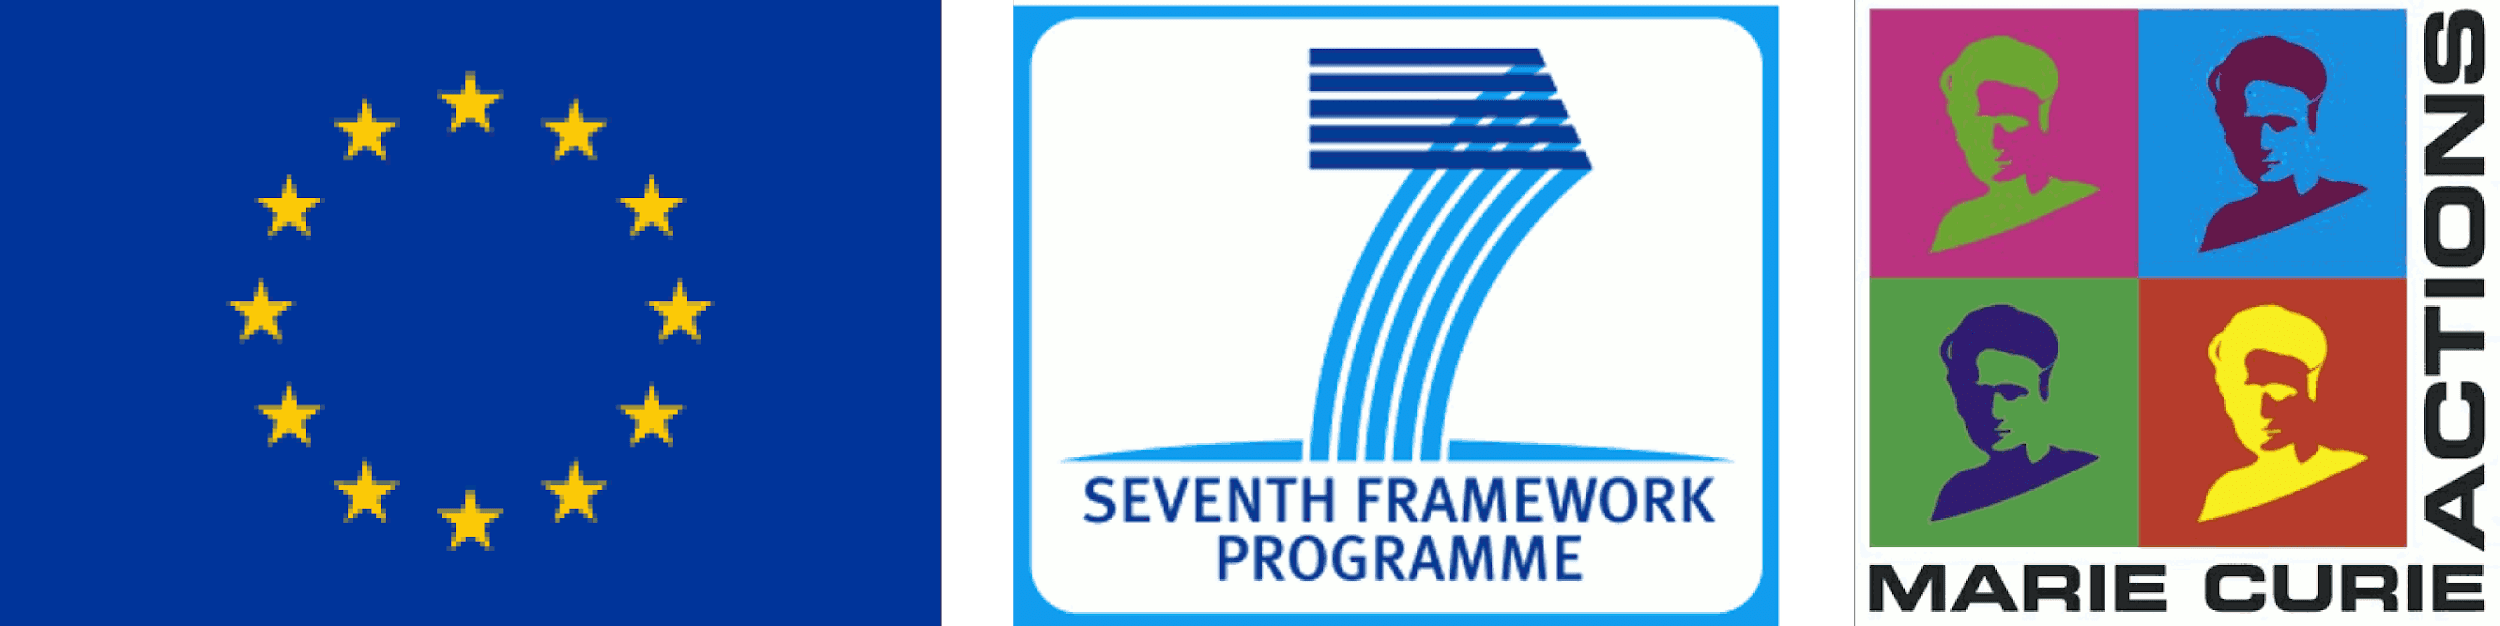 SEVENTH FRAMEWORK
PROGRAMME
MARIE CURIE
ACTIONS